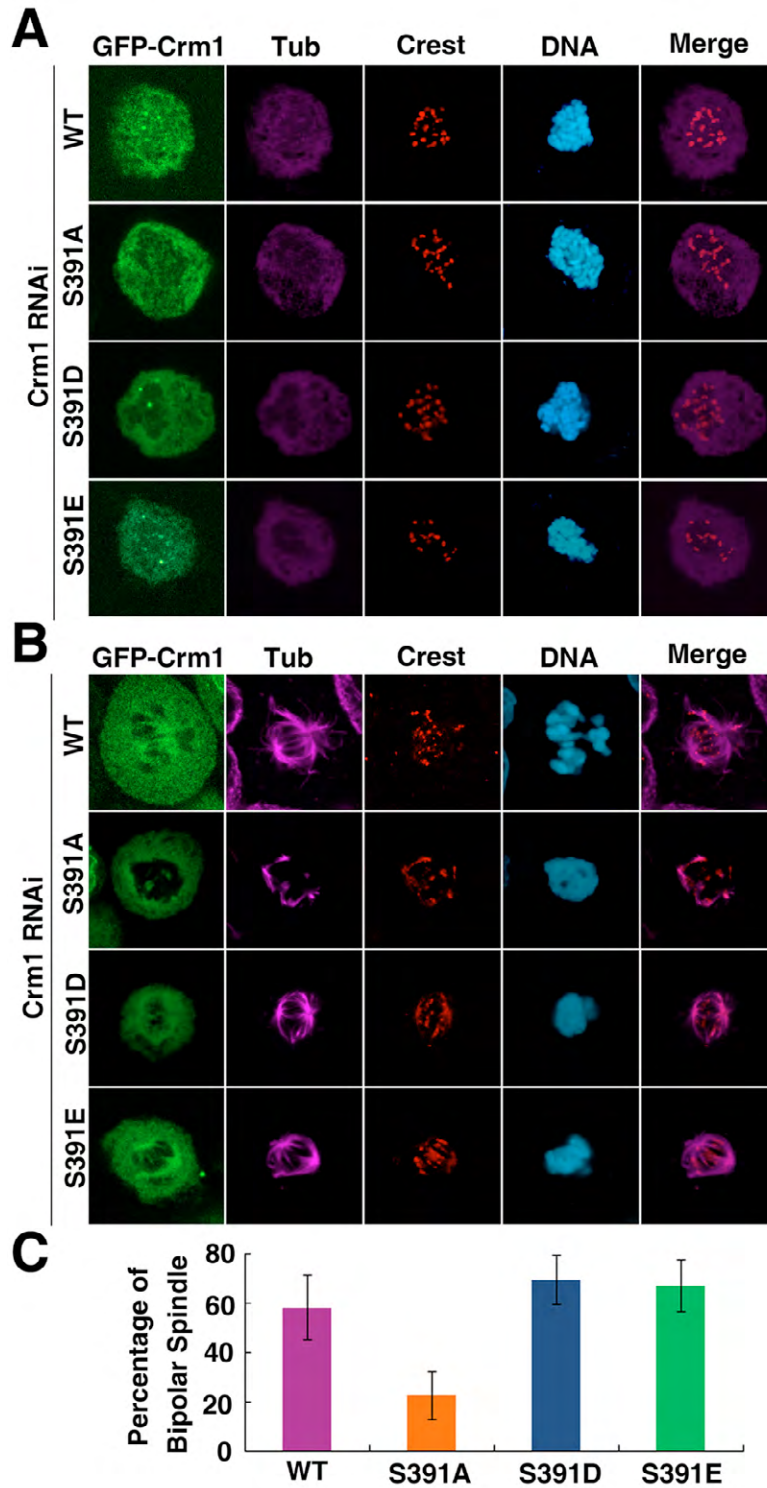 A
GFP-Crm1 Tub Crest DNA Merge
Crm1 RNAi
WT
S391A
S391D
S391E
B
GFP-Crm1 Tub Crest DNA Merge
Crm1 RNAi
WT
S391A
S391D
S391E
C
Percentage of
Bipolar Spindle
80
60
40
20
0
WT S391A S391D S391E